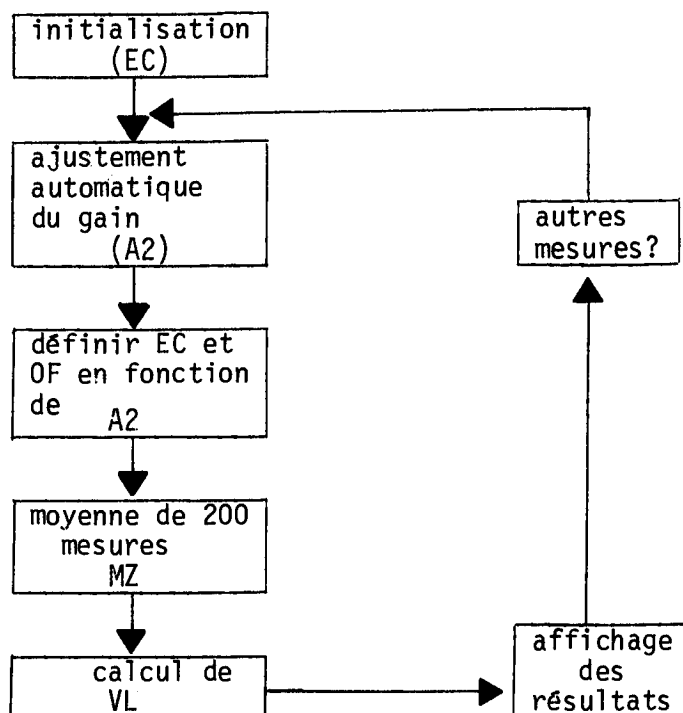 initialisation
(EC)
ajustement
automatique
du gain
(A2)
définir EC et
OF en fonction
de
A2
moyenne de 200
mesures
MZ
calcul de
VL
affichage
des
résultats
autres
mesures?